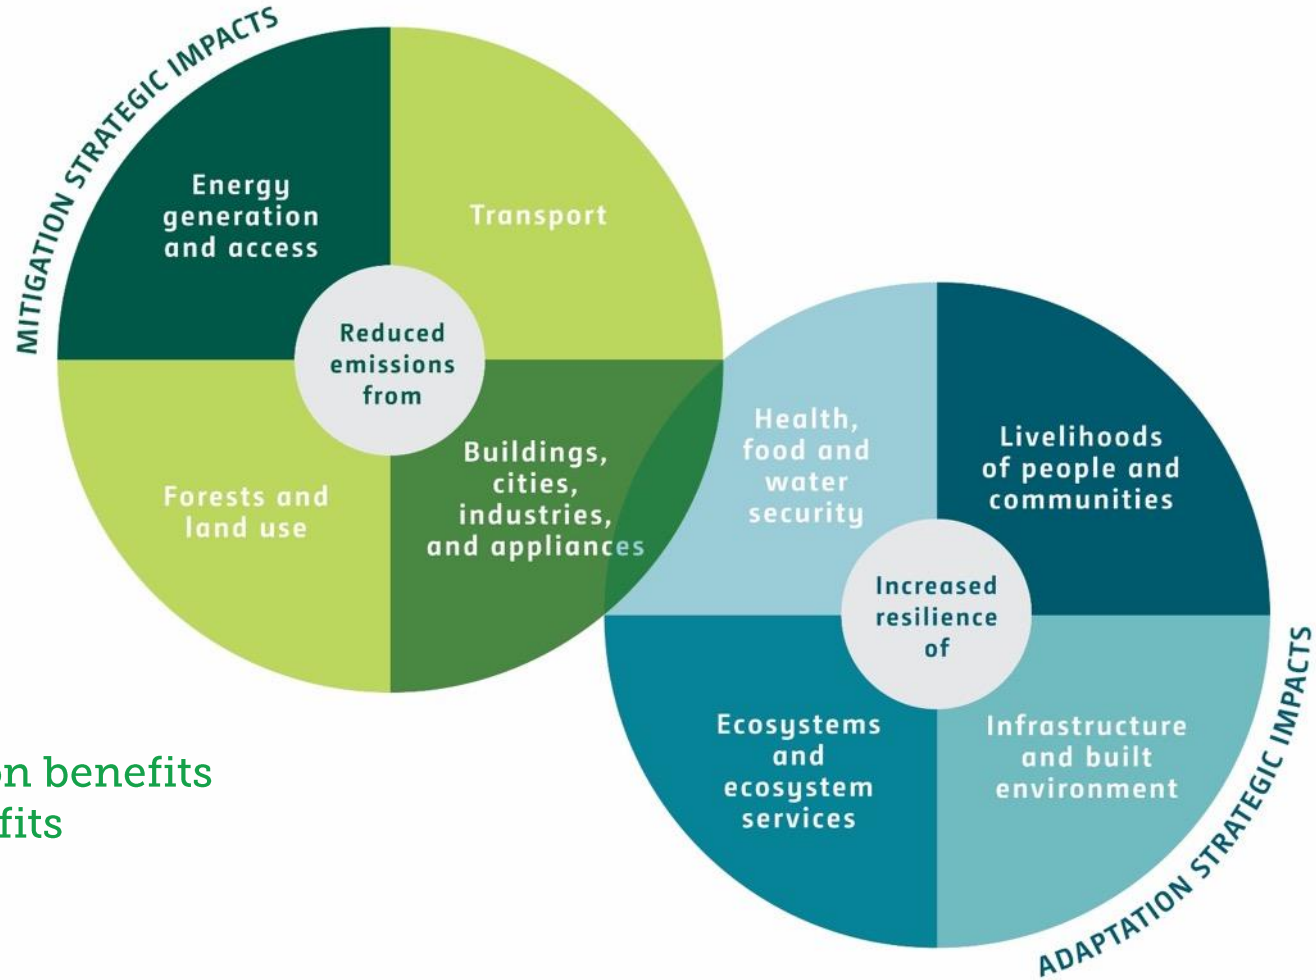 MITIGATION STRATEGIC IMPACTS
Energy
generation
and access
Transport
Reduced
emissions
from
Forests and
land use
Buildings,
cities,
industries,
and appliances
Health,
food and
water
security
Livelihoods
of people and
communities
Increased
resilience
of
Ecosystems
and
ecosystem
services
Infrastructure
and built
environment
ADAPTATION STRATEGIC IMPACTS
benefits